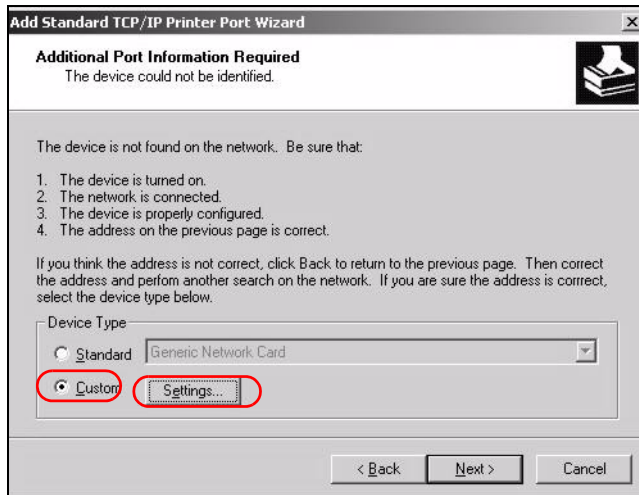 Add Standard TCP/IP Printer Port Wizard
Additional Port Information Required
The device could not be identified.
The device is not found on the network. Be sure that:
1. The device is turned on.
2. The network is connected.
3. The device is properly configured.
4. The address on the previous page is correct.
If you think the address is not correct, click Back to return to the previous page. Then correct
the address and perfom another search on the network. If you are sure the address is corrrect,
select the device type below.
Device Type
Standard Generic Network Card
Custom Settings...
< Back Next > Cancel